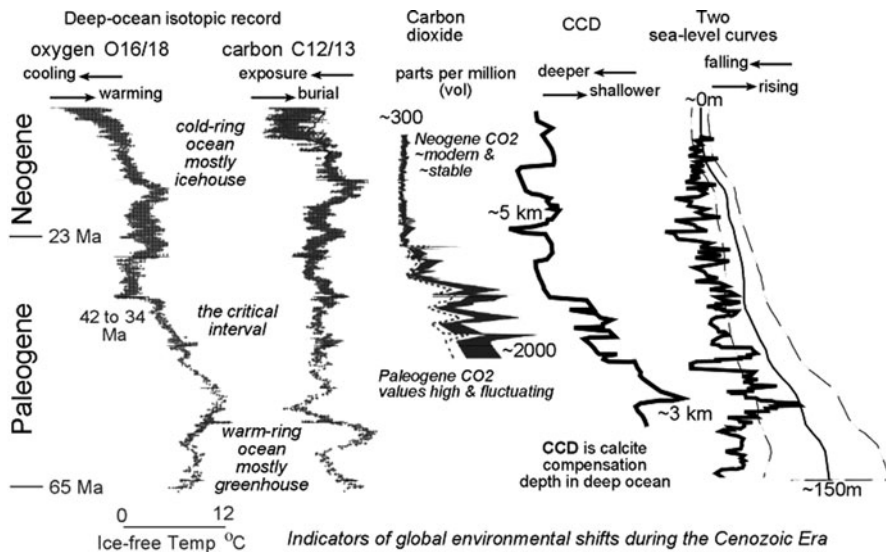 Deep-ocean isotopic record
oxygen O16/18
carbon C12/13
Carbon
dioxide
CCD
Two
sea-level curves
cooling
warming
exposure
burial
parts per million
(vol)
deeper
shallower
falling
rising
~0m
~300
Neogene
cold-ring
ocean
mostly
icehouse
Neogene CO2
~modern &
~stable
~5 km
23 Ma
Paleogene
42 to 34
Ma
the critical
interval
~2000
Paleogene CO2
values high & fluctuating
~3 km
warm-ring
ocean
mostly
greenhouse
CCD is calcite
compensation
depth in deep ocean
65 Ma
~150m
0 12
Ice-free Temp °C
Indicators of global environmental shifts during the Cenozoic Era